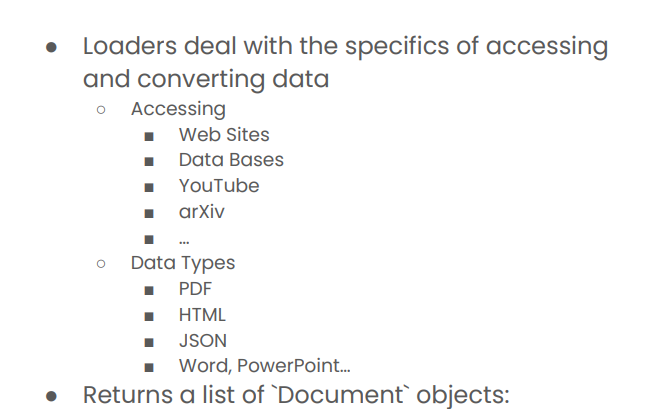 ● Loaders deal with the specifics of accessing
and converting data
○ Accessing
■ Web Sites
■ Data Bases
■ YouTube
■ arXiv
■ …
○ Data Types
■ PDF
■ HTML
■ JSON
■ Word, PowerPoint…
● Returns a list of `Document` objects: